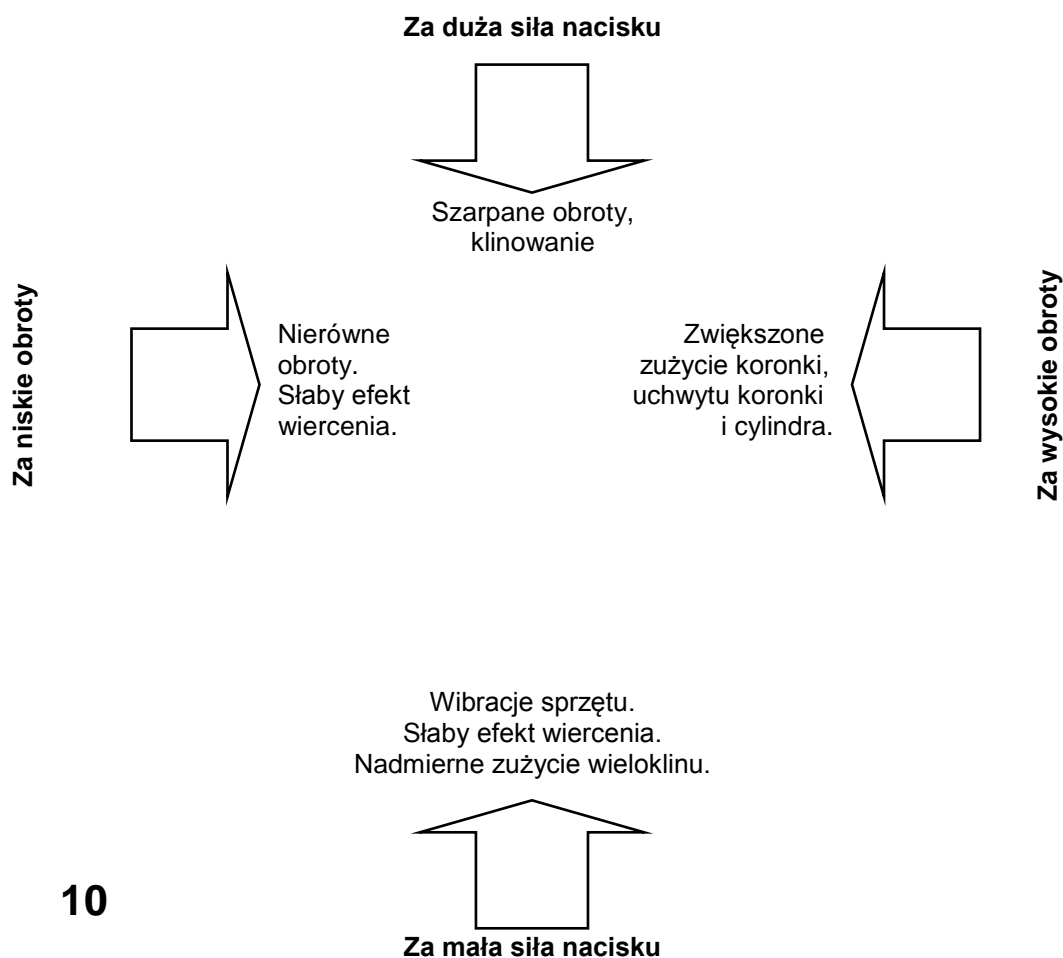 Za duża siła nacisku
Szarpane obroty,
klinowanie
Za niskie obroty
Nierówne
obroty.
Słaby efekt
wiercenia.
Zwiększone
zużycie koronki,
uchwytu koronki
i cylindra.
Za wysokie obroty
Wibracje sprzętu.
Słaby efekt wiercenia.
Nadmierne zużycie wieloklinu.
10
Za mała siła nacisku